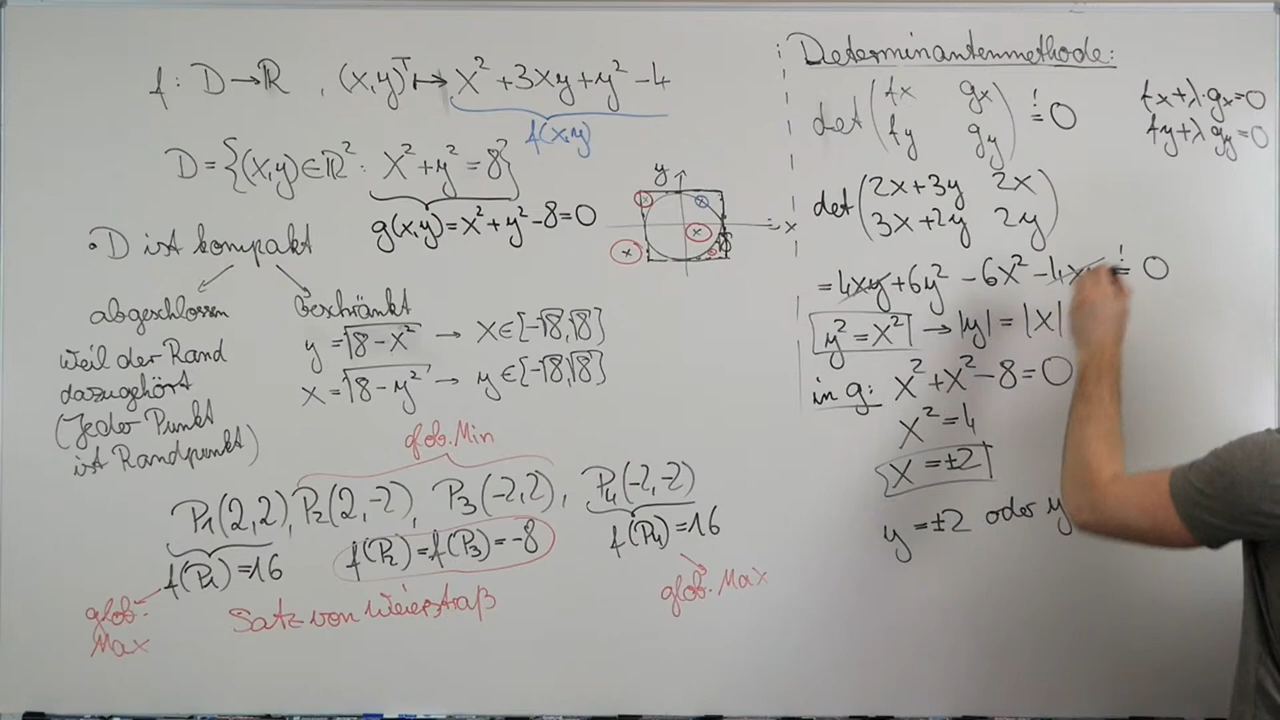 f: D→ℝ , (x,y)ᵀ ↦ x² + 3xy + y² - 4
f(x,y)
D = {(x,y) ∈ ℝ² : x² + y² = 8}
g(x,y) = x² + y² - 8 = 0
• D ist kompakt
abgeschlossen
weil der Rand
dazugehört
(Jeder Punkt
ist Randpunkt)
Beschränkt
y = √8-x² → x∈[-√8,√8]
x = √8-y² → y∈[-√8,√8]
y
x
√8
glob. Min
P₁(2,2), P₂(2,-2), P₃(-2,2), P₄(-2,-2)
f(P₁) = 16
f(P₂) = f(P₃) = -8
f(P₄) = 16
glob. Max
Satz von Weierstraß
glob. Max
Determinantenmethode:
det(fx gx
fy gy) != 0
fx+λ·gx=0
fy+λ gy=0
det(2x+3y 2x
3x+2y 2y)
= 4xy + 6y² - 6x² - 4x != 0
y² = x² → |y| = |x|
in g: x² + x² - 8 = 0
x² = 4
x = ±2
y = ±2 oder y